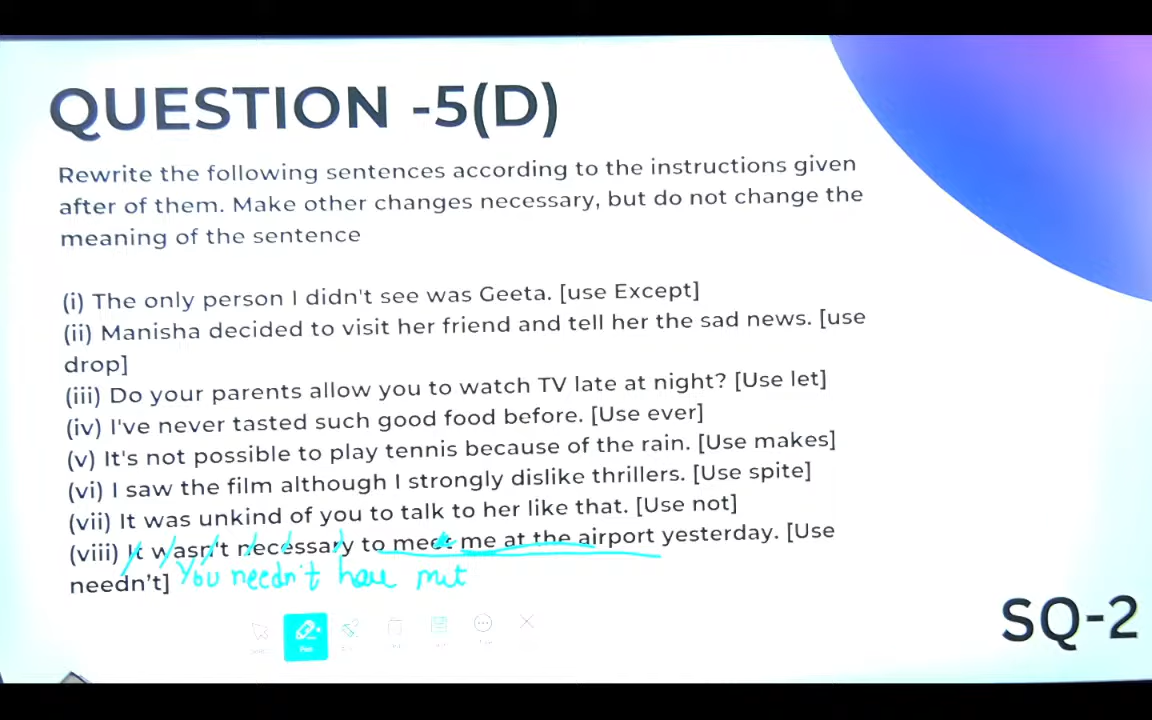 QUESTION -5(D)
Rewrite the following sentences according to the instructions given
after of them. Make other changes necessary, but do not change the
meaning of the sentence
(i) The only person I didn't see was Geeta. [use Except]
(ii) Manisha decided to visit her friend and tell her the sad news. [use
drop]
(iii) Do your parents allow you to watch TV late at night? [Use let]
(iv) I've never tasted such good food before. [Use ever]
(v) It's not possible to play tennis because of the rain. [Use makes]
(vi) I saw the film although I strongly dislike thrillers. [Use spite]
(vii) It was unkind of you to talk to her like that. [Use not]
(viii) It wasn't necessary to meet me at the airport yesterday. [Use
needn't] You needn't have met
SQ-2